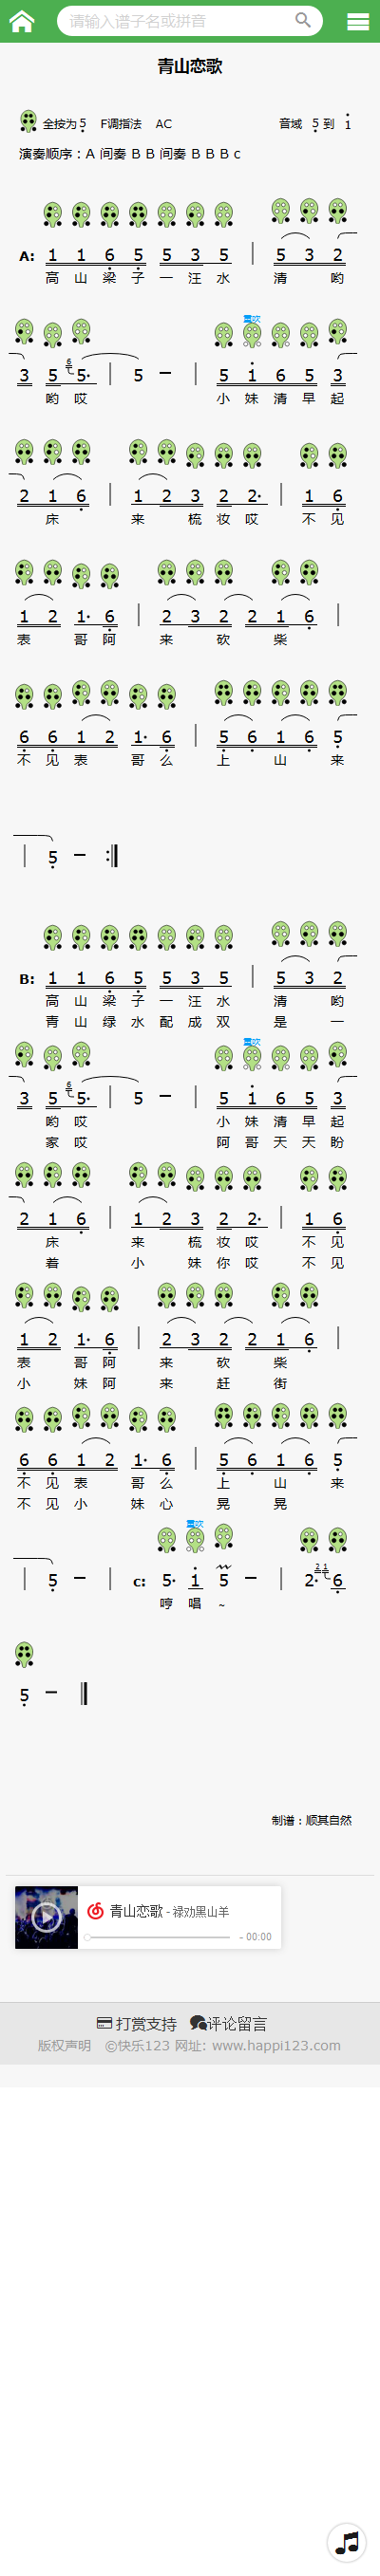 请输入谱子名或拼音
青山恋歌
全按为5 F调指法 AC 音域 5 到 1
演奏顺序：A 间奏 B B 间奏 B B B c
A: 1 1 6 5 5 3 5 | 5 3 2
高 山 梁 子 一 汪 水 清 哟
重吹
3 5 6 5· | 5 － | 5 1 6 5 3
哟 哎 小 妹 清 早 起
2 1 6 | 1 2 3 2 2· | 1 6
床 来 梳 妆 哎 不 见
1 2 1· 6 | 2 3 2 2 1 6 |
表 哥 阿 来 砍 柴
6 6 1 2 1· 6 | 5 6 1 6 5
不 见 表 哥 么 上 山 来
| 5 － :|
B: 1 1 6 5 5 3 5 | 5 3 2
高 山 梁 子 一 汪 水 清 哟
青 山 绿 水 配 成 双 是 一
重吹
3 5 6 5· | 5 － | 5 1 6 5 3
哟 哎 小 妹 清 早 起
家 哎 阿 哥 天 天 盼
2 1 6 | 1 2 3 2 2· | 1 6
床 来 梳 妆 哎 不 见
着 小 妹 你 哎 不 见
1 2 1· 6 | 2 3 2 2 1 6 |
表 哥 阿 来 砍 柴
小 妹 阿 来 赶 街
6 6 1 2 1· 6 | 5 6 1 6 5
不 见 表 哥 么 上 山 来
不 见 小 妹 心 晃 晃
重吹
| 5 － | c: 5· 1 5 － | 2· 2 1 6
哼 唱 ~
5 －
制谱：顺其自然
青山恋歌 - 禄劝黑山羊
- 00:00
打赏支持 评论留言
版权声明 ©快乐123 网址: www.happi123.com